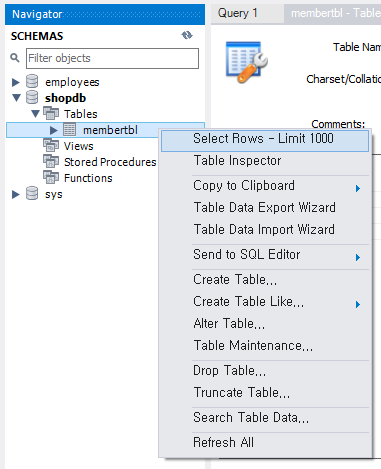 Navigator
SCHEMAS
Filter objects
employees
shopdb
Tables
membertbl
Views
Stored Procedures
Functions
sys
Query 1
membertbl - Table
Table Nam
Charset/Collatio
Comments:
Select Rows - Limit 1000
Table Inspector
Copy to Clipboard
Table Data Export Wizard
Table Data Import Wizard
Send to SQL Editor
Create Table...
Create Table Like...
Alter Table...
Table Maintenance...
Drop Table...
Truncate Table...
Search Table Data...
Refresh All